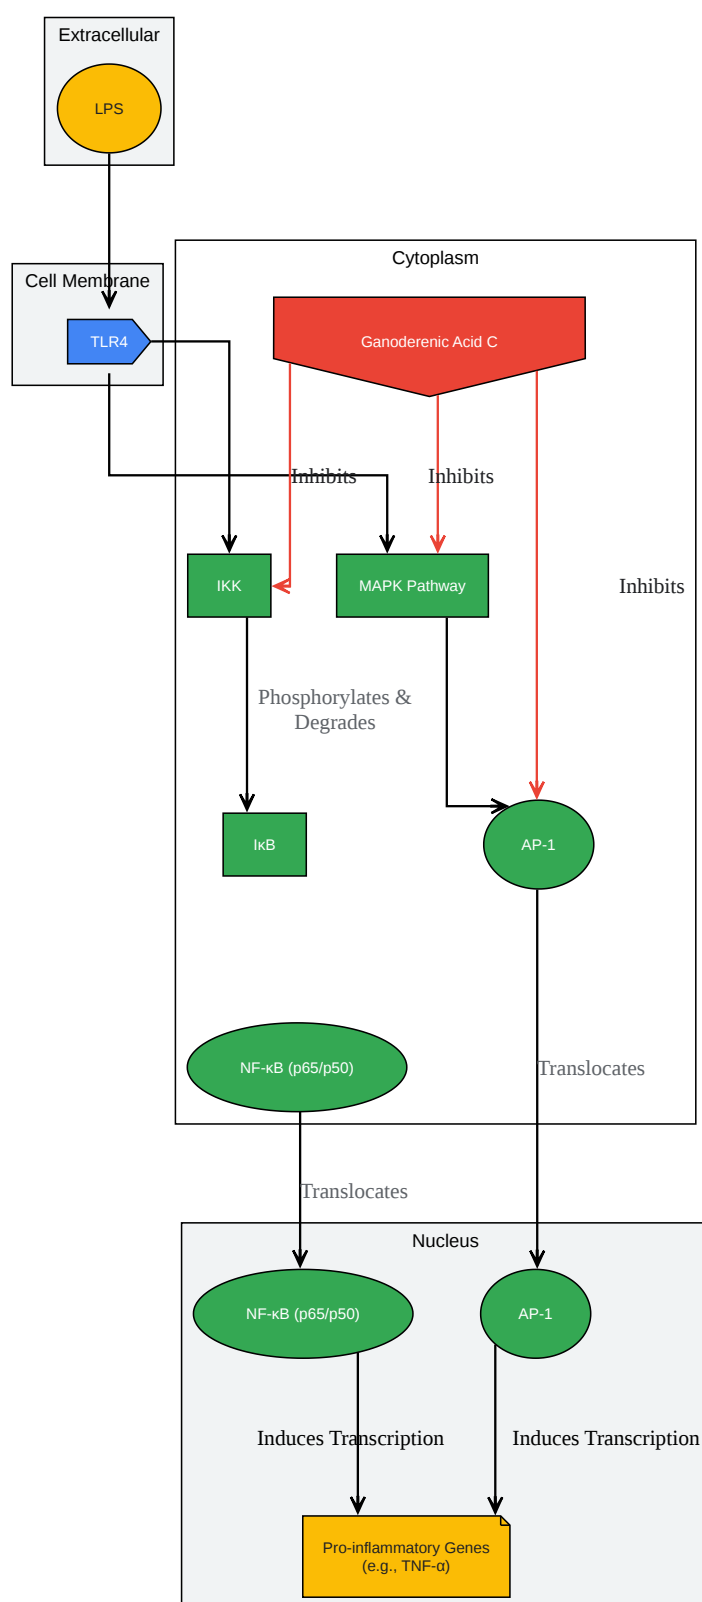 Extracellular
LPS
Cytoplasm
Cell Membrane
TLR4
Ganoderenic Acid C
Inhibits
Inhibits
IKK
MAPK Pathway
Inhibits
Phosphorylates &
Degrades
IκB
AP-1
NF-κB (p65/p50)
Translocates
Translocates
Nucleus
NF-κB (p65/p50)
AP-1
Induces Transcription
Induces Transcription
Pro-inflammatory Genes
(e.g., TNF-α)